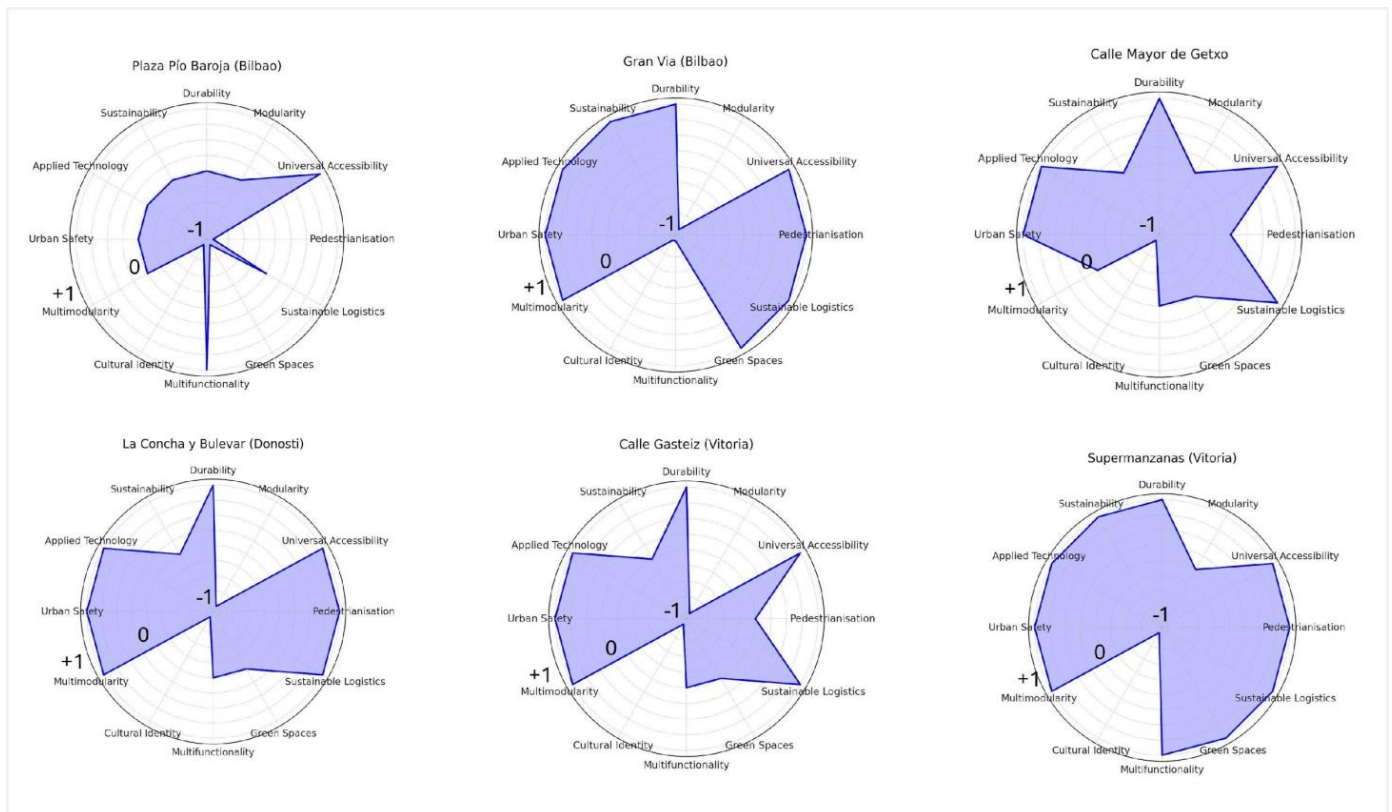 Plaza Pío Baroja (Bilbao)
Durability
Sustainability
Modularity
Applied Technology
Universal Accessibility
Urban Safety
-1
Pedestrianisation
0
+1
Multimodularity
Sustainable Logistics
Cultural Identity
Green Spaces
Multifunctionality
Gran Via (Bilbao)
Durability
Sustainability
Modularity
Applied Technology
Universal Accessibility
Urban Safety
-1
Pedestrianisation
0
+1
Multimodularity
Sustainable Logistics
Cultural Identity
Green Spaces
Multifunctionality
Calle Mayor de Getxo
Durability
Sustainability
Modularity
Applied Technology
Universal Accessibility
Urban Safety
-1
Pedestrianisation
0
+1
Multimodularity
Sustainable Logistics
Cultural Identity
Green Spaces
Multifunctionality
La Concha y Bulevar (Donosti)
Durability
Sustainability
Modularity
Applied Technology
Universal Accessibility
-1
Urban Safety
Pedestrianisation
0
+1
Multimodularity
Sustainable Logistics
Cultural Identity
Green Spaces
Multifunctionality
Calle Gasteiz (Vitoria)
Durability
Sustainability
Modularity
Applied Technology
Universal Accessibility
-1
Urban Safety
Pedestrianisation
0
+1
Multimodularity
Sustainable Logistics
Cultural Identity
Green Spaces
Multifunctionality
Supermanzanas (Vitoria)
Durability
Sustainability
Modularity
Applied Technology
Universal Accessibility
-1
Urban Safety
Pedestrianisation
0
+1
Multimodularity
Sustainable Logistics
Cultural Identity
Green Spaces
Multifunctionality